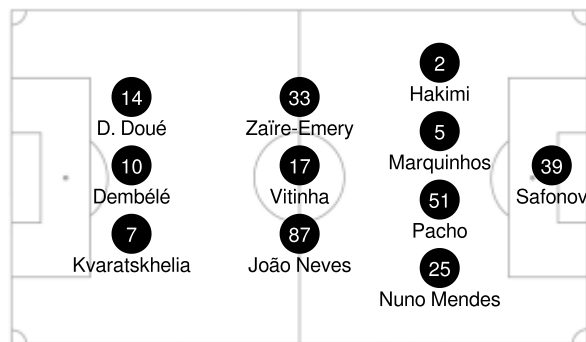 14
D. Doué
10
Dembélé
7
Kvaratskhelia
33
Zaïre-Emery
17
Vitinha
87
João Neves
2
Hakimi
5
Marquinhos
51
Pacho
25
Nuno Mendes
39
Safonov